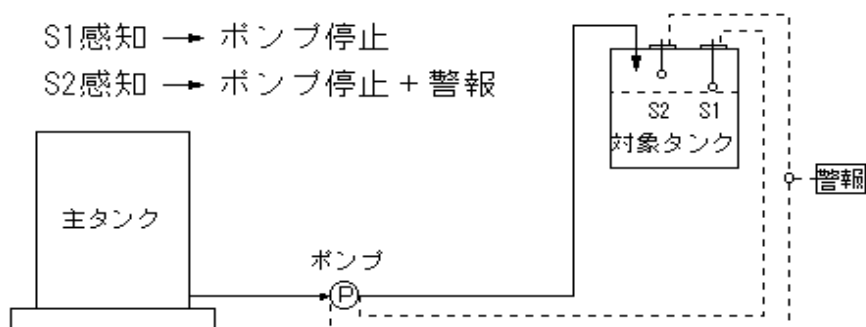 S1感知 → ポンプ停止
S2感知 → ポンプ停止 + 警報
S2 S1
対象タンク
警報
主タンク
ポンプ
P